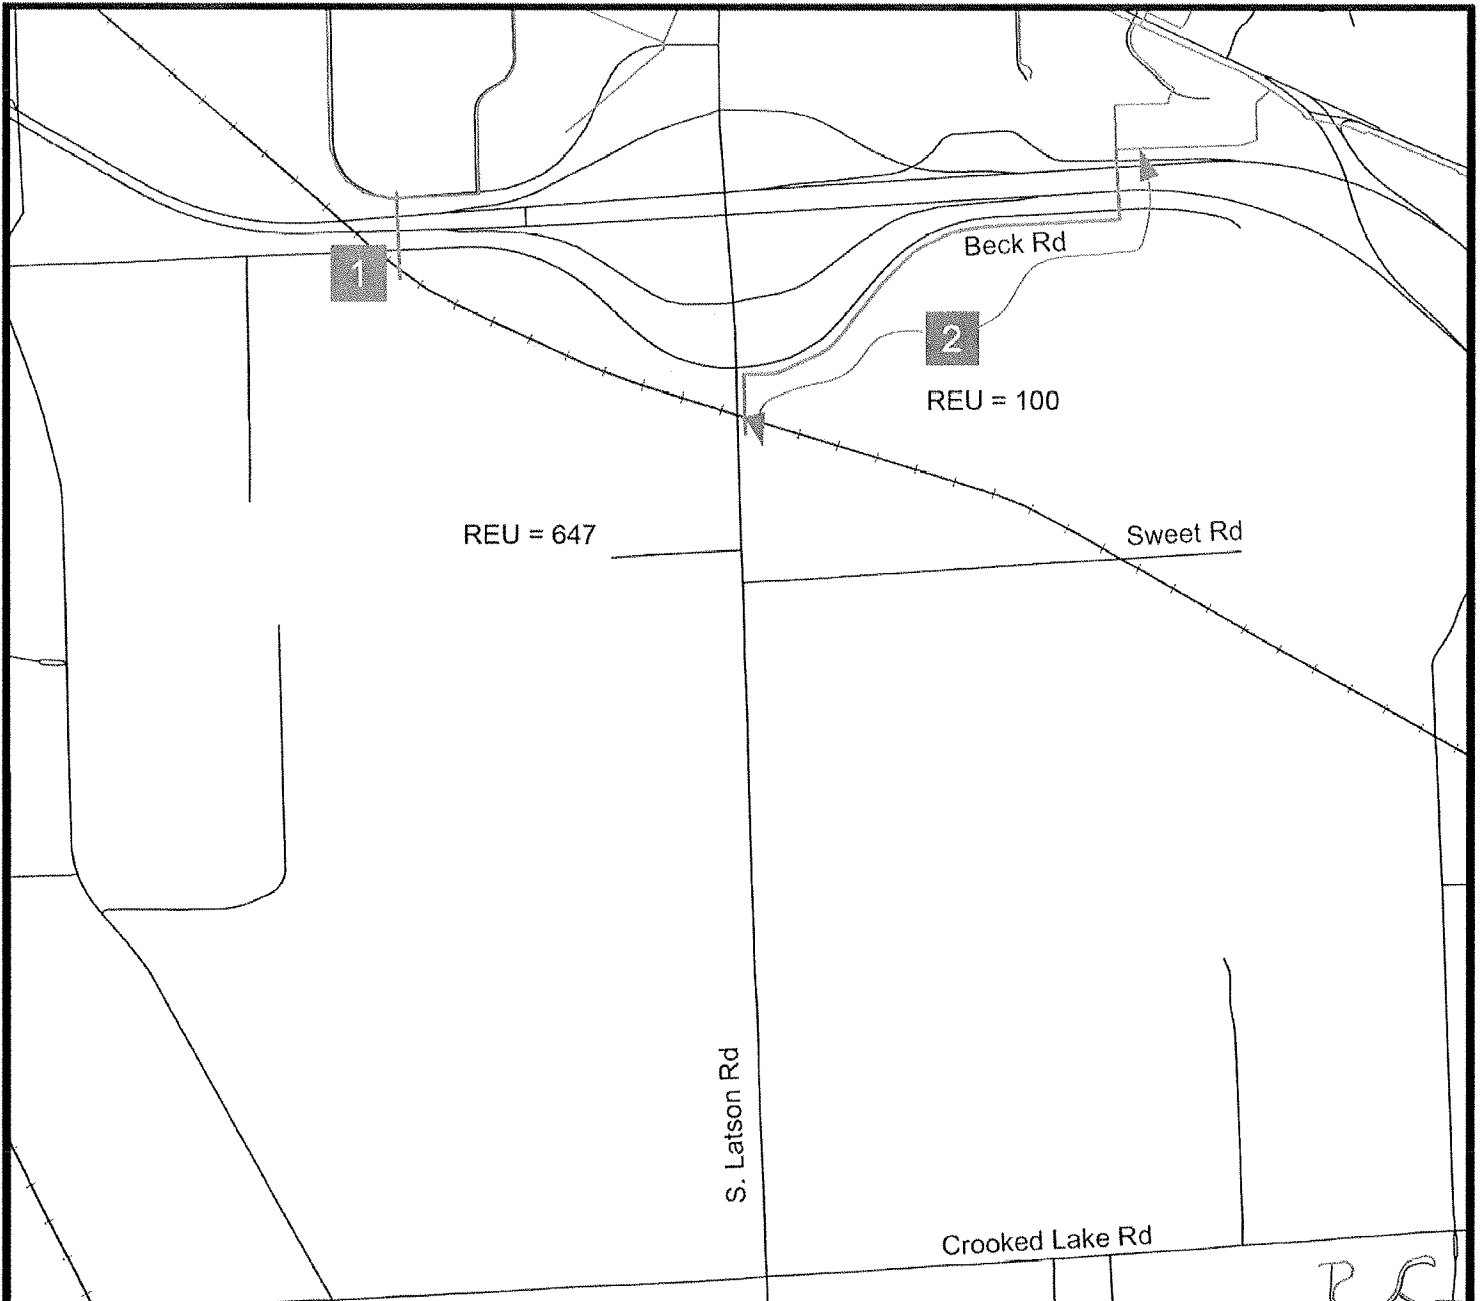 Beck Rd
1
2
REU = 100
REU = 647
Sweet Rd
S. Latson Rd
Crooked Lake Rd